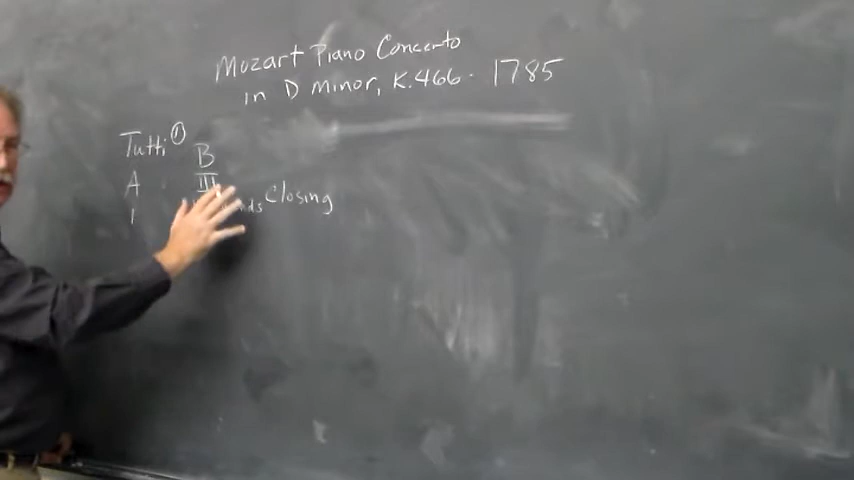 Mozart Piano Concerto
in D Minor, K.466 - 1785
Tutti ①
B
A
III
Closing
I